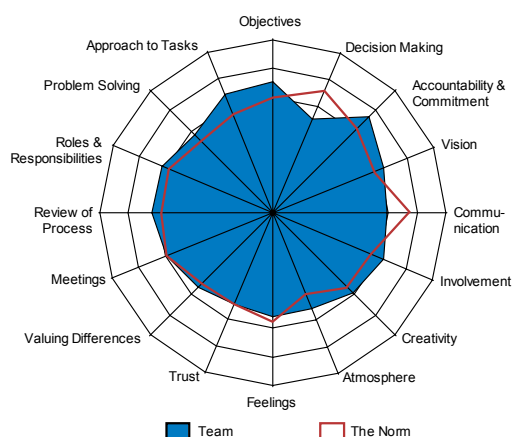 Objectives
Decision Making
Accountability &
Commitment
Vision
Commu-
nication
Involvement
Creativity
Atmosphere
Feelings
Trust
Valuing Differences
Meetings
Review of
Process
Roles &
Responsibilities
Problem Solving
Approach to Tasks
Team
The Norm